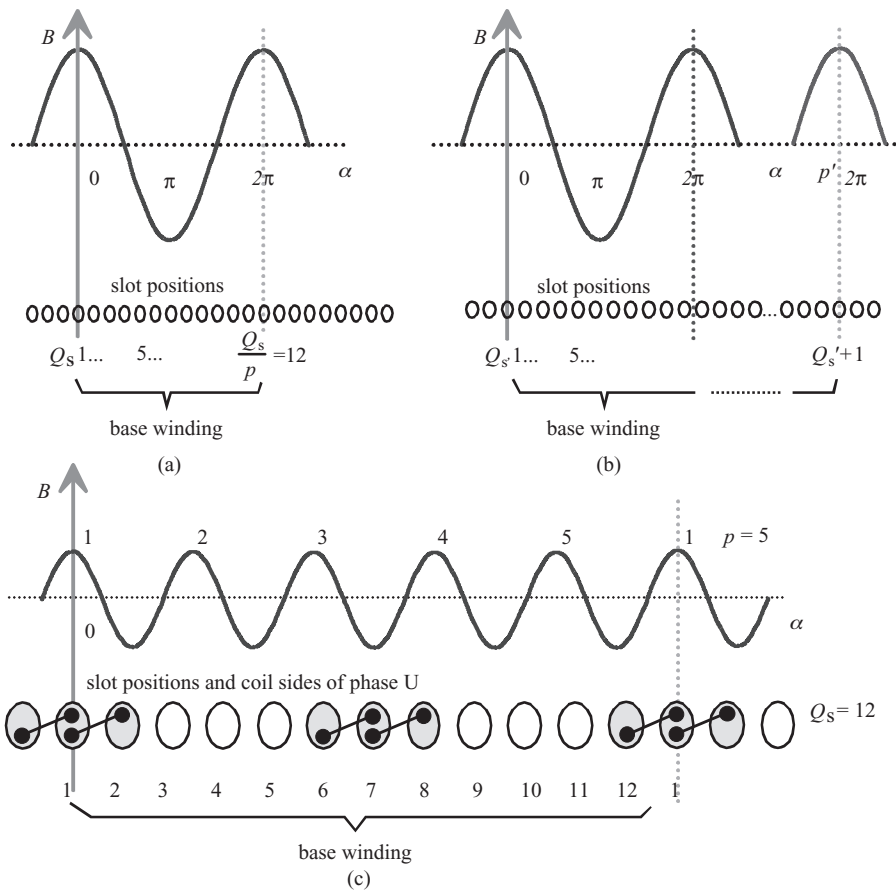 B
0 π 2π α
slot positions
Qs 1... 5... Qs/p =12
base winding
(a)
B
0 π 2π α p' 2π
slot positions
...
Qs' 1... 5... Qs'+1
base winding
(b)
B
1 2 3 4 5 1 p = 5
0 α
slot positions and coil sides of phase U
Qs = 12
1 2 3 4 5 6 7 8 9 10 11 12 1
base winding
(c)